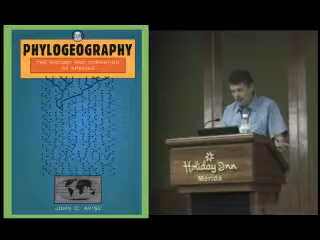 PHYLOGEOGRAPHY
THE HISTORY AND FORMATION
OF SPECIES
JOHN C. AVISE
Holiday Inn
Mérida